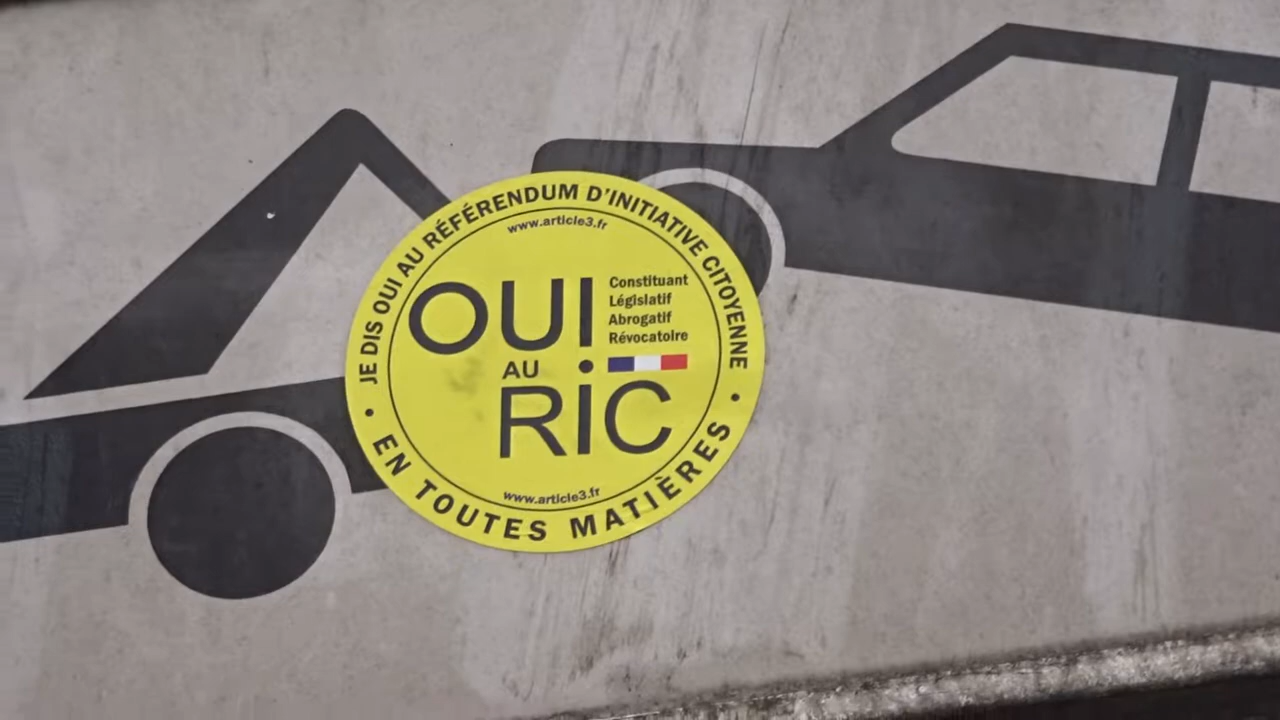 JE DIS OUI AU RÉFÉRENDUM D'INITIATIVE CITOYENNE
www.article3.fr
OUI
Constituant
Législatif
Abrogatif
Révocatoire
AU
RiC
www.article3.fr
• EN TOUTES MATIÈRES •